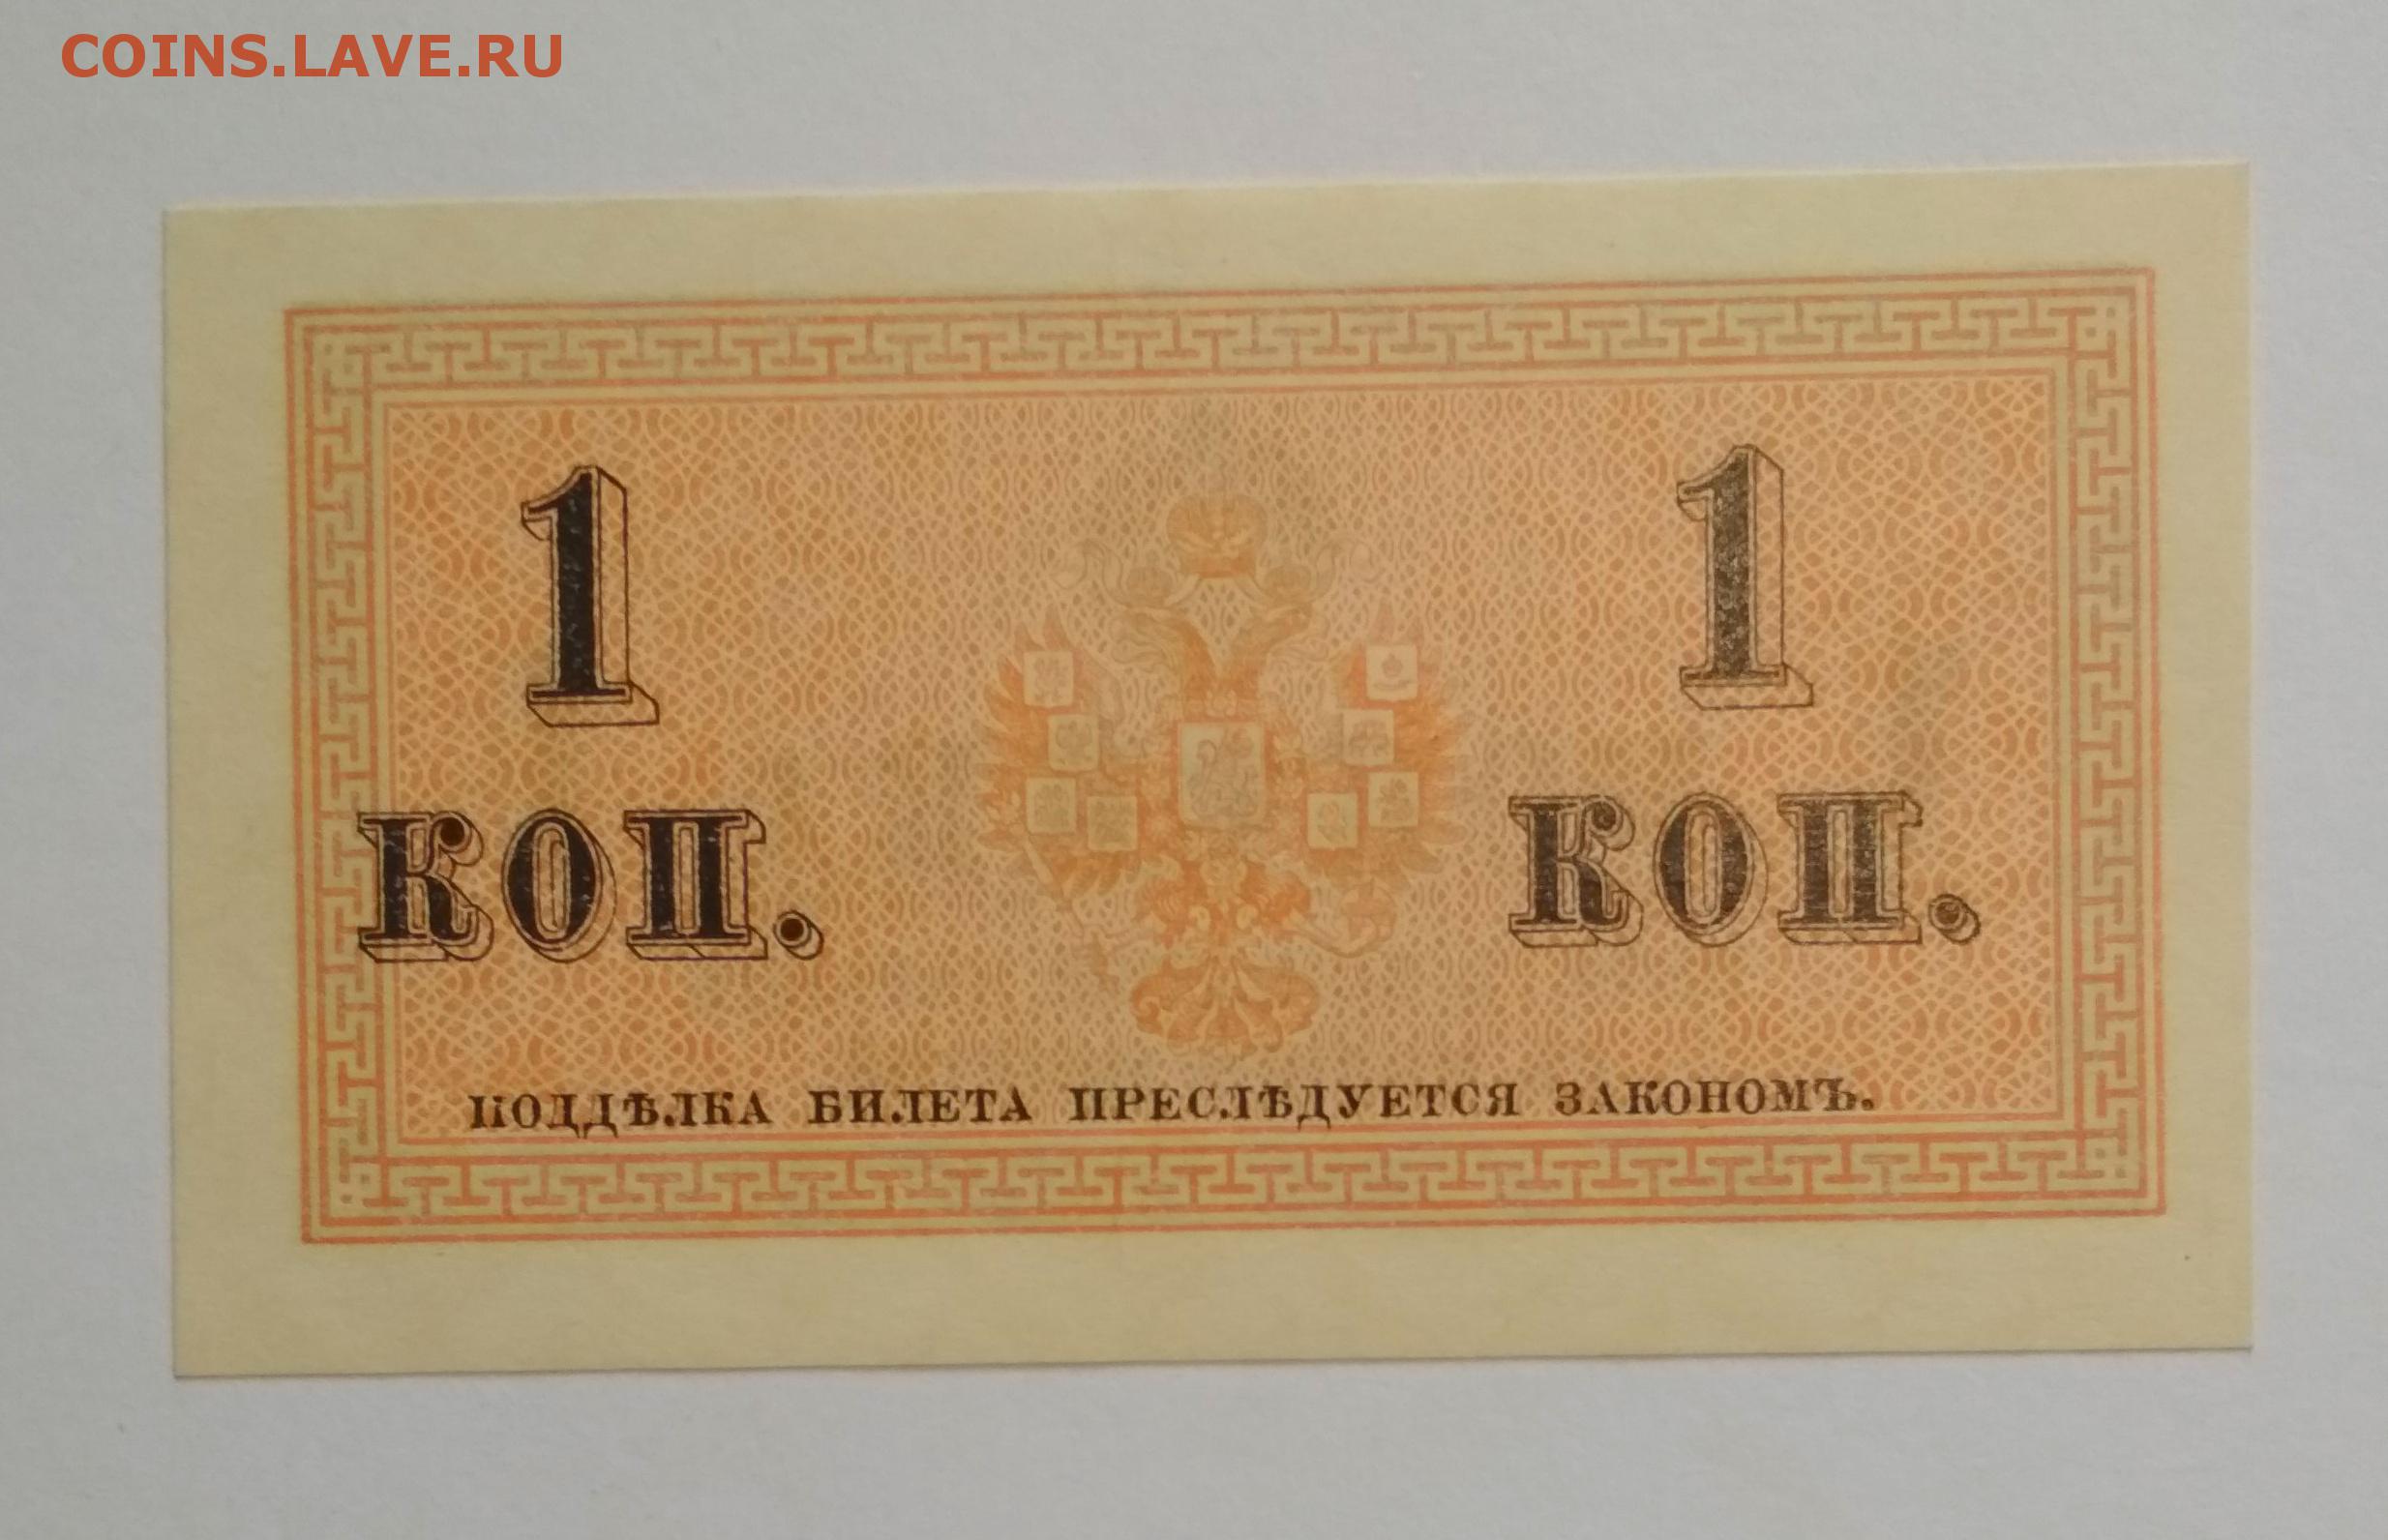 COINS.LAVE.RU
1 1
КОП. КОП.
ПОДДѢЛКА БИЛЕТА ПРЕСЛѢДУЕТСЯ ЗАКОНОМЪ.